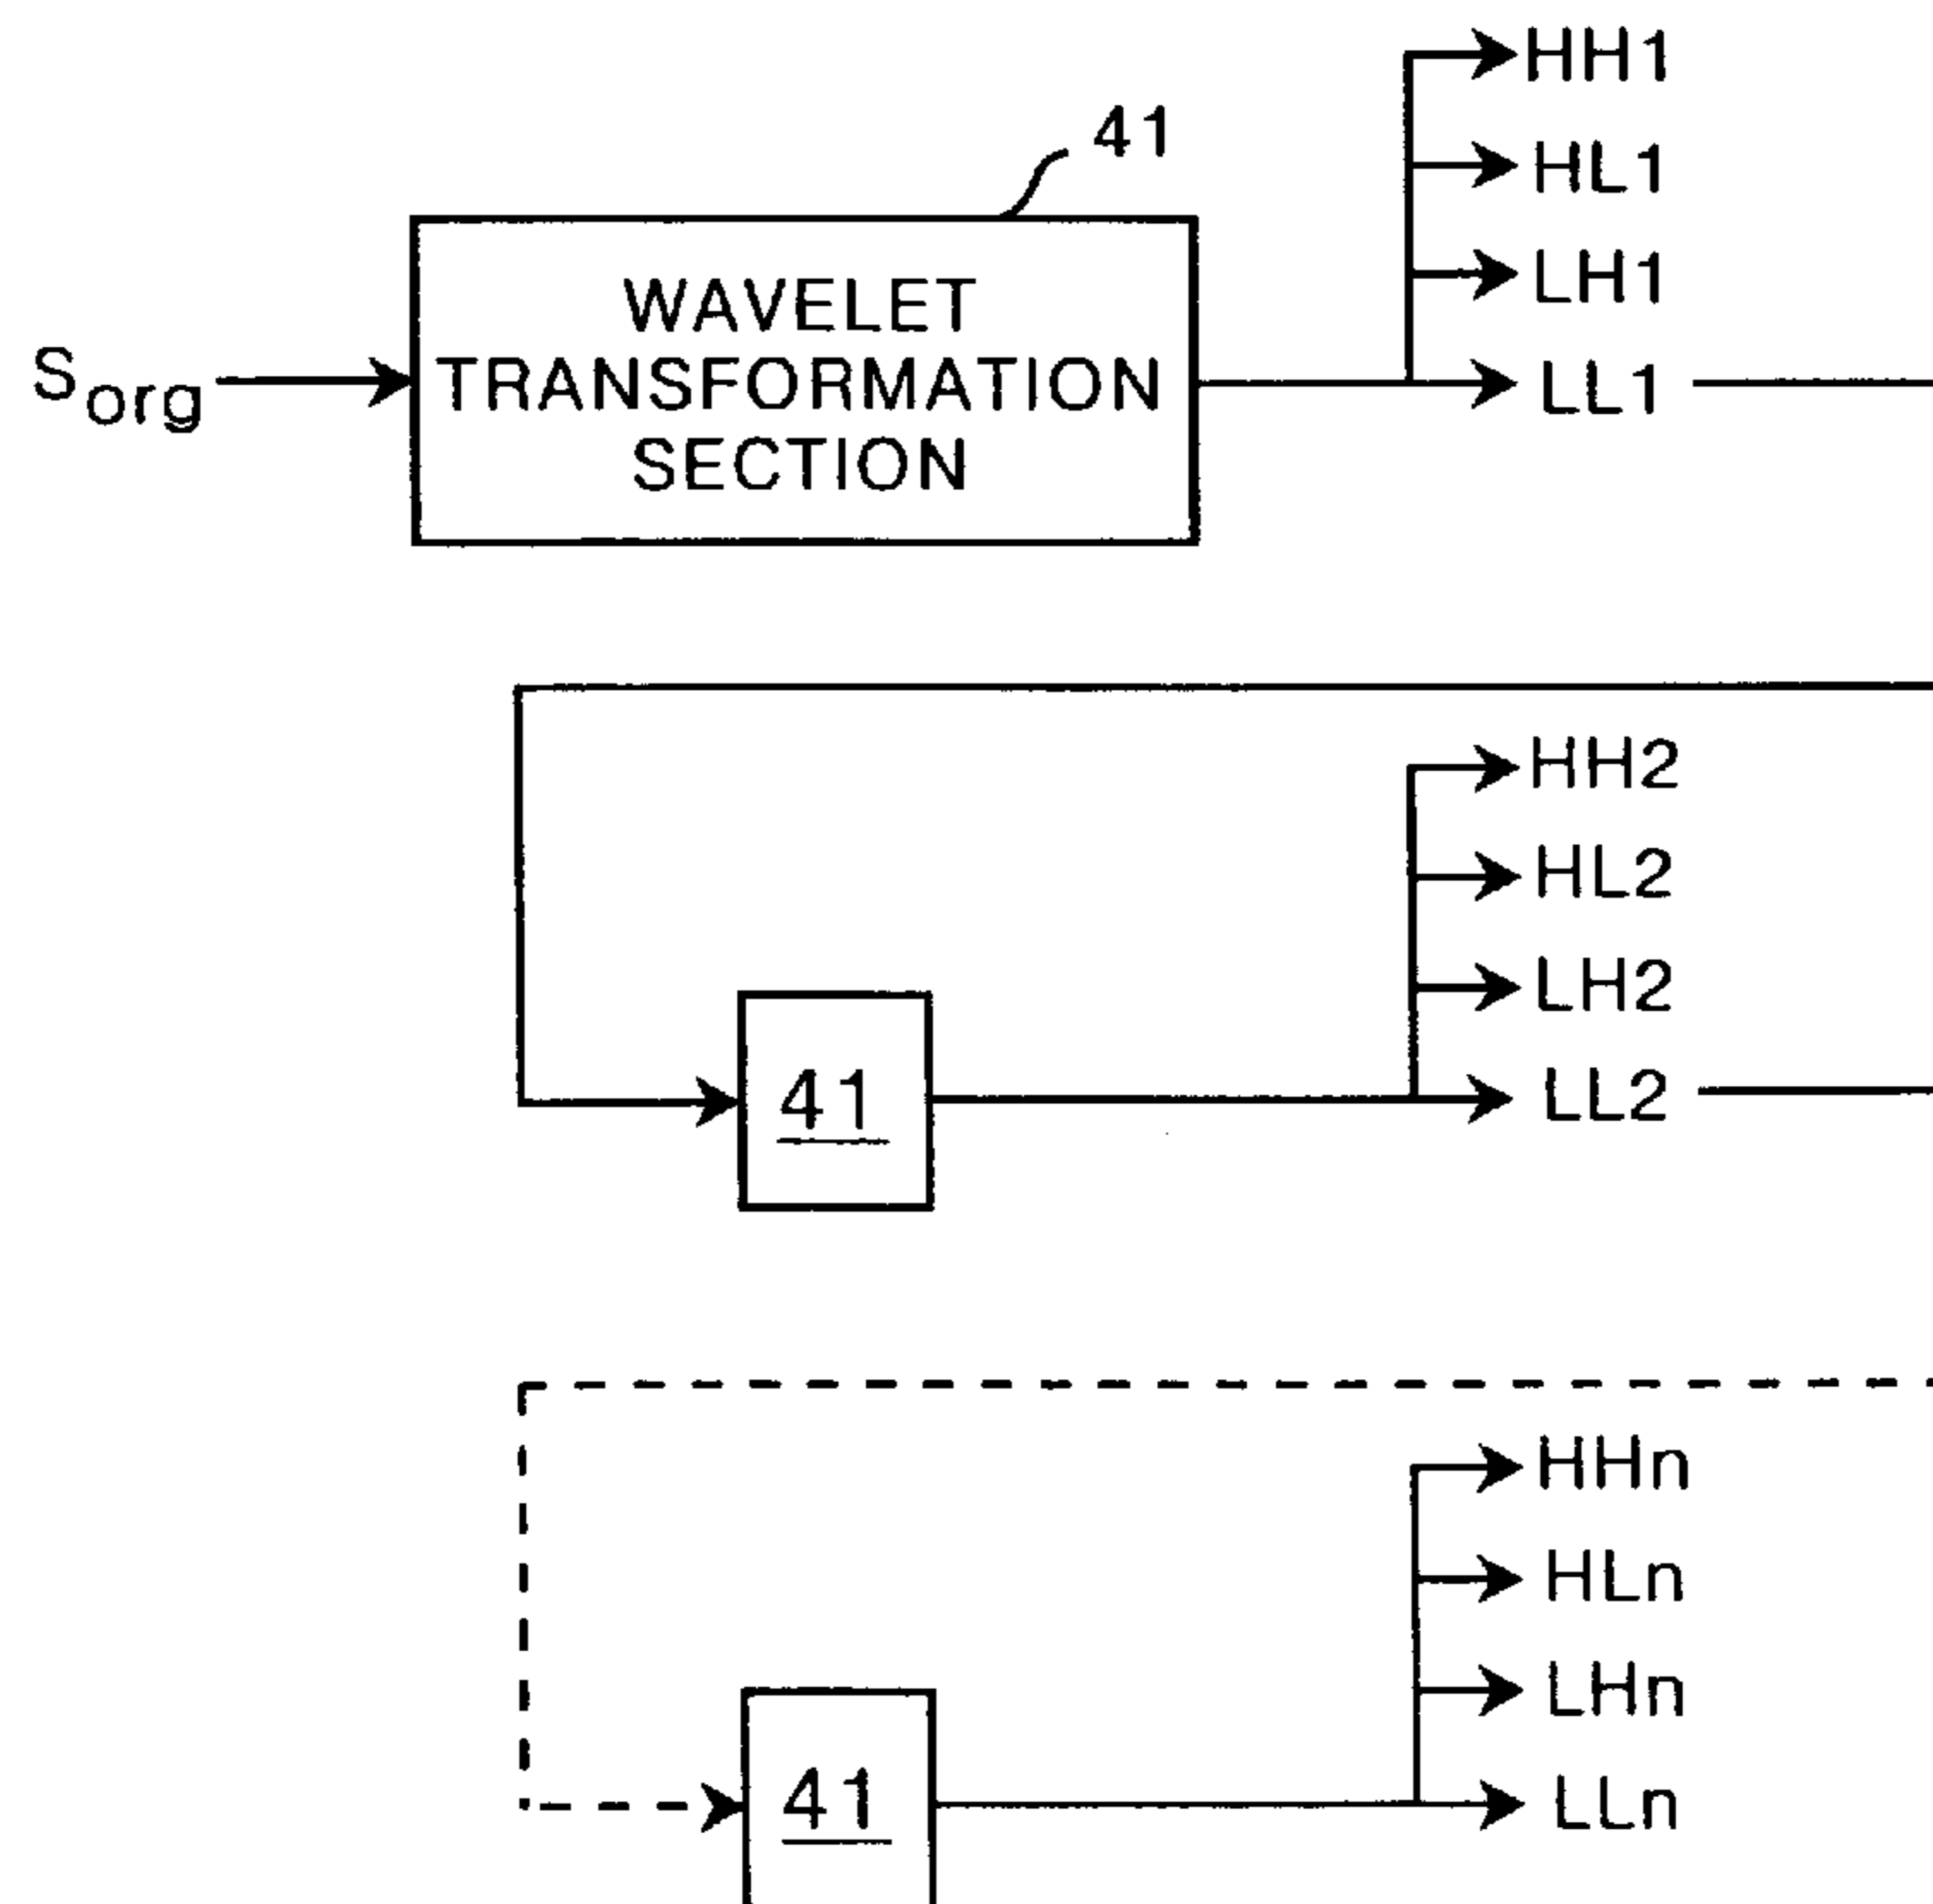 HH1
41
HL1
WAVELET
LH1
TRANSFORMATION
Sorg
LL1
SECTION
HH2
HL2
LH2
41
LL2
HHn
HLn
LHn
41
LLn